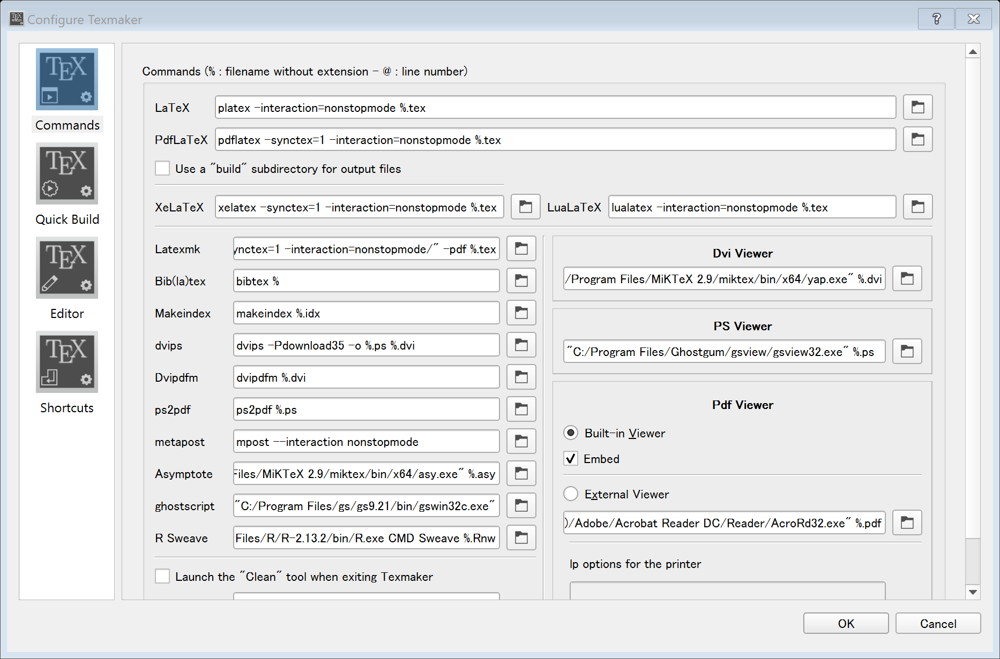 Configure Texmaker
Commands
Quick Build
Editor
Shortcuts
Commands (% : filename without extension - @ : line number)
LaTeX platex -interaction=nonstopmode %.tex
PdfLaTeX pdflatex -synctex=1 -interaction=nonstopmode %.tex
Use a "build" subdirectory for output files
XeLaTeX xelatex -synctex=1 -interaction=nonstopmode %.tex LuaLaTeX lualatex -interaction=nonstopmode %.tex
Latexmk ynctex=1 -interaction=nonstopmode/" -pdf %.tex
Bib(la)tex bibtex %
Makeindex makeindex %.idx
dvips dvips -Pdownload35 -o %.ps %.dvi
Dvipdfm dvipdfm %.dvi
ps2pdf ps2pdf %.ps
metapost mpost --interaction nonstopmode
Asymptote Files/MiKTeX 2.9/miktex/bin/x64/asy.exe" %.asy
ghostscript "C:/Program Files/gs/gs9.21/bin/gswin32c.exe"
R Sweave Files/R/R-2.13.2/bin/R.exe CMD Sweave %.Rnw
Launch the "Clean" tool when exiting Texmaker
Dvi Viewer
/Program Files/MiKTeX 2.9/miktex/bin/x64/yap.exe" %.dvi
PS Viewer
"C:/Program Files/Ghostgum/gsview/gsview32.exe" %.ps
Pdf Viewer
Built-in Viewer
Embed
External Viewer
)/Adobe/Acrobat Reader DC/Reader/AcroRd32.exe" %.pdf
lp options for the printer
OK Cancel